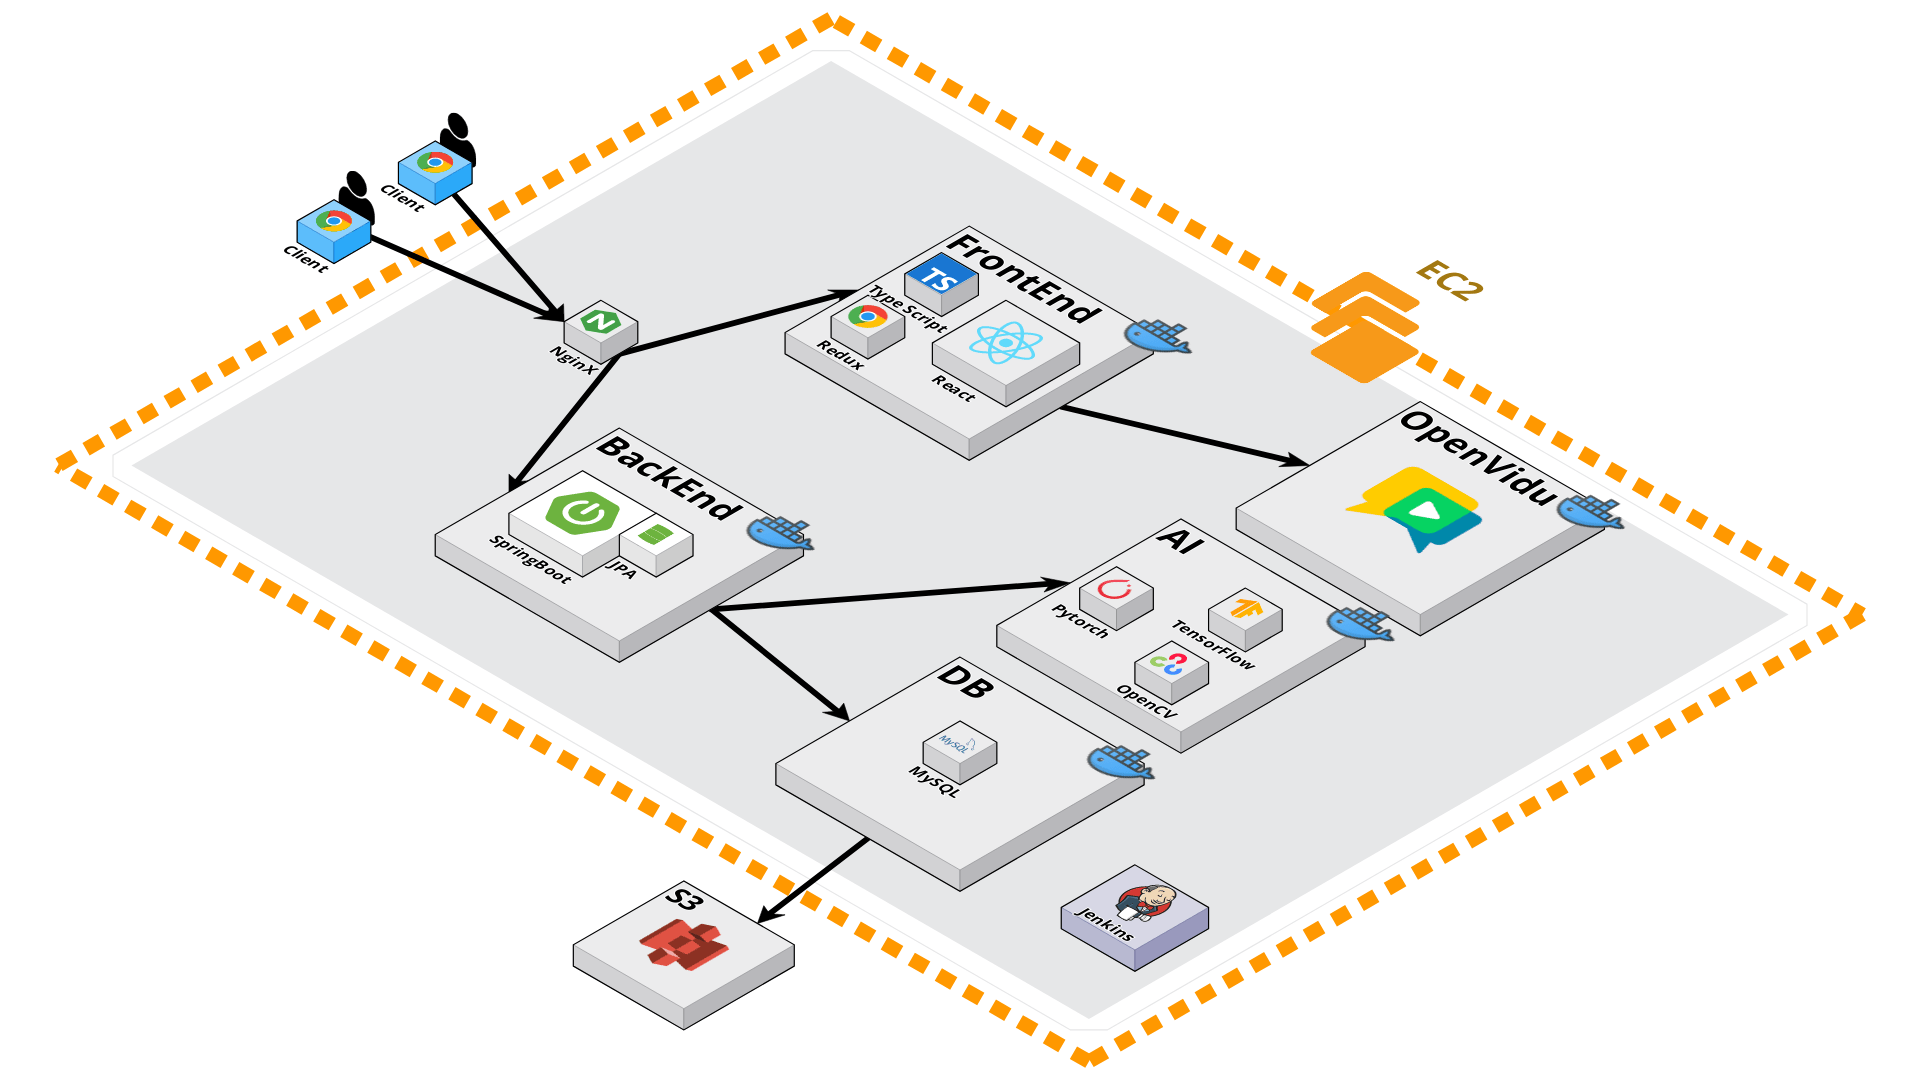 Client
Client
NginX
FrontEnd
TS
Type Script
Redux
React
EC2
BackEnd
SpringBoot
JPA
OpenVidu
AI
Pytorch
TensorFlow
OpenCV
DB
MySQL
MySQL
S3
Jenkins